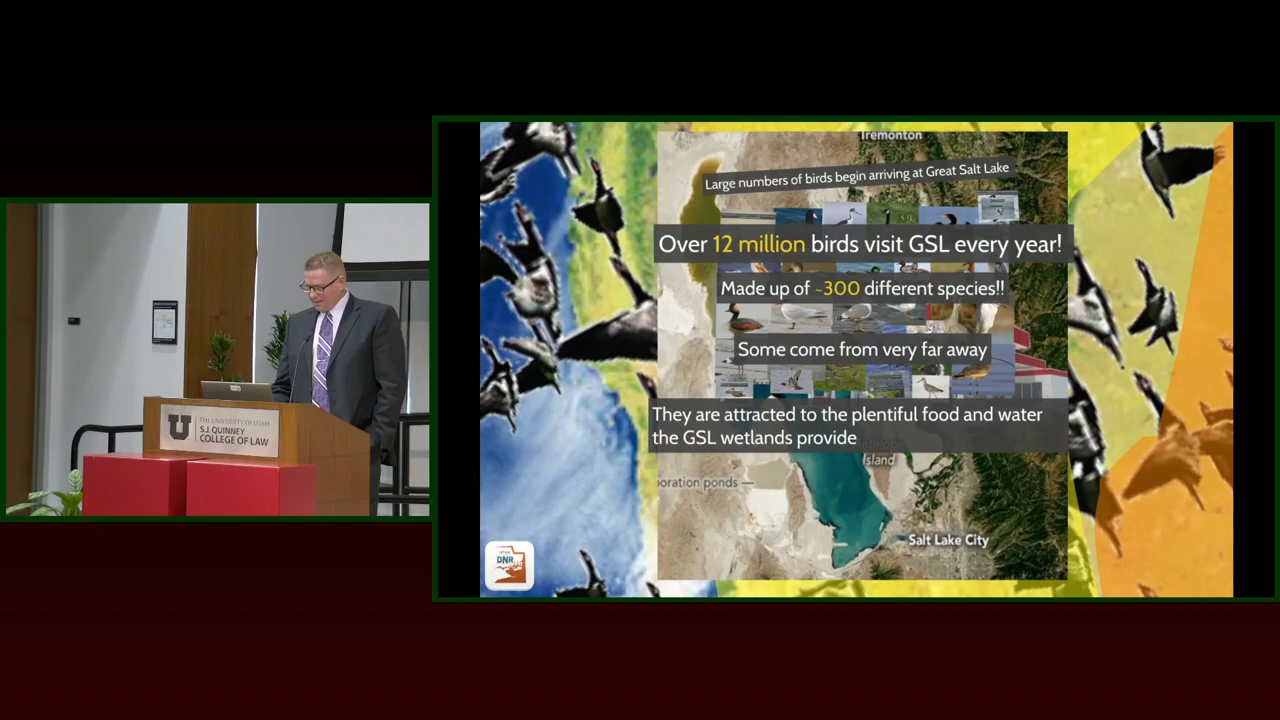 THE UNIVERSITY OF UTAH
S.J. QUINNEY
COLLEGE OF LAW
Tremonton
Large numbers of birds begin arriving at Great Salt Lake
Over 12 million birds visit GSL every year!
Made up of ~300 different species!!
Some come from very far away
They are attracted to the plentiful food and water
the GSL wetlands provide
Island
oration ponds
Salt Lake City
UTAH
DNR